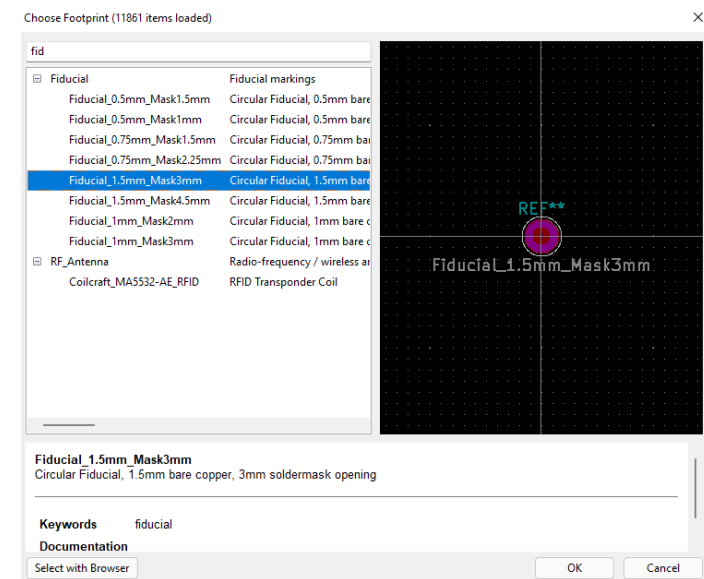 Choose Footprint (11861 items loaded)
fid
Fiducial Fiducial markings
Fiducial_0.5mm_Mask1.5mm Circular Fiducial, 0.5mm bare
Fiducial_0.5mm_Mask1mm Circular Fiducial, 0.5mm bare
Fiducial_0.75mm_Mask1.5mm Circular Fiducial, 0.75mm ba
Fiducial_0.75mm_Mask2.25mm Circular Fiducial, 0.75mm ba
Fiducial_1.5mm_Mask3mm Circular Fiducial, 1.5mm bare
Fiducial_1.5mm_Mask4.5mm Circular Fiducial, 1.5mm bare
Fiducial_1mm_Mask2mm Circular Fiducial, 1mm bare c
Fiducial_1mm_Mask3mm Circular Fiducial, 1mm bare c
RF_Antenna Radio-frequency / wireless ar
Coilcraft_MA5532-AE_RFID RFID Transponder Coil
REF**
Fiducial_1.5mm_Mask3mm
Fiducial_1.5mm_Mask3mm
Circular Fiducial, 1.5mm bare copper, 3mm soldermask opening
Keywords fiducial
Documentation
Select with Browser OK Cancel